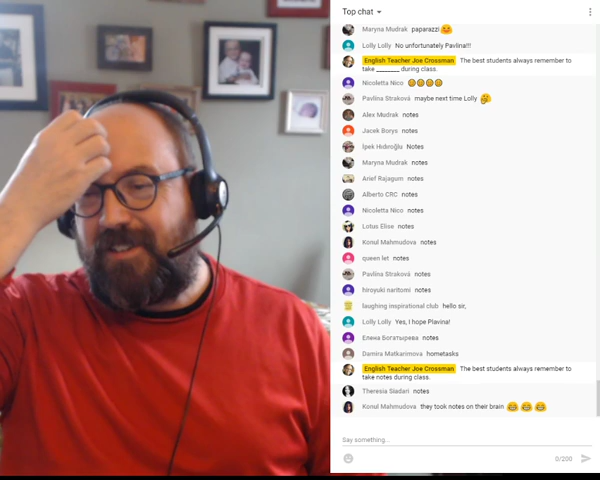 Top chat
Maryna Mudrak paparazzi
Lolly Lolly No unfortunately Pavlina!!!
English Teacher Joe Crossman The best students always remember to
take ________ during class.
Nicoletta Nico
Pavlína Straková maybe next time Lolly
Alex Mudrak notes
Jacek Borys notes
İpek Hıdıroğlu Notes
Maryna Mudrak notes
Arief Rajagum notes
Alberto CRC notes
Nicoletta Nico notes
Lotus Elise notes
Konul Mahmudova notes
queen let notes
Pavlína Straková notes
hiroyuki naritomi notes
laughing inspirational club hello sir,
Lolly Lolly Yes, I hope Plavina!
Елена Богатырева notes
Damira Matkarimova hometasks
English Teacher Joe Crossman The best students always remember to
take notes during class.
Theresia Siadari notes
Konul Mahmudova they took notes on their brain
Say something...
0/200